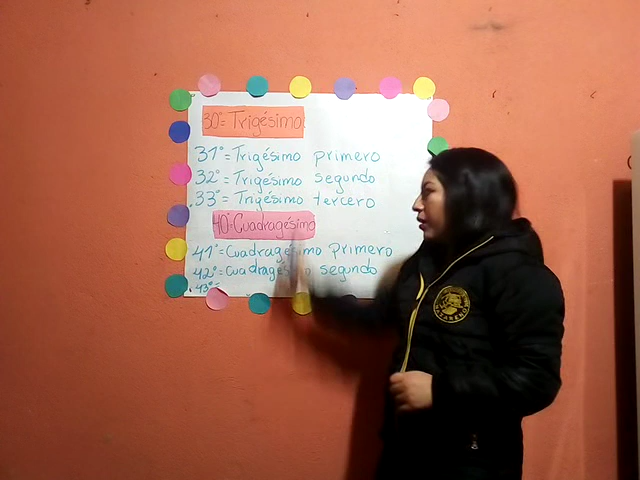 30°= Trigésimo
31°= Trigésimo primero
32°= Trigésimo segundo
33°= Trigésimo tercero
40°=Cuadragésimo
41°=Cuadragésimo primero
42°=Cuadragésimo segundo
43°=